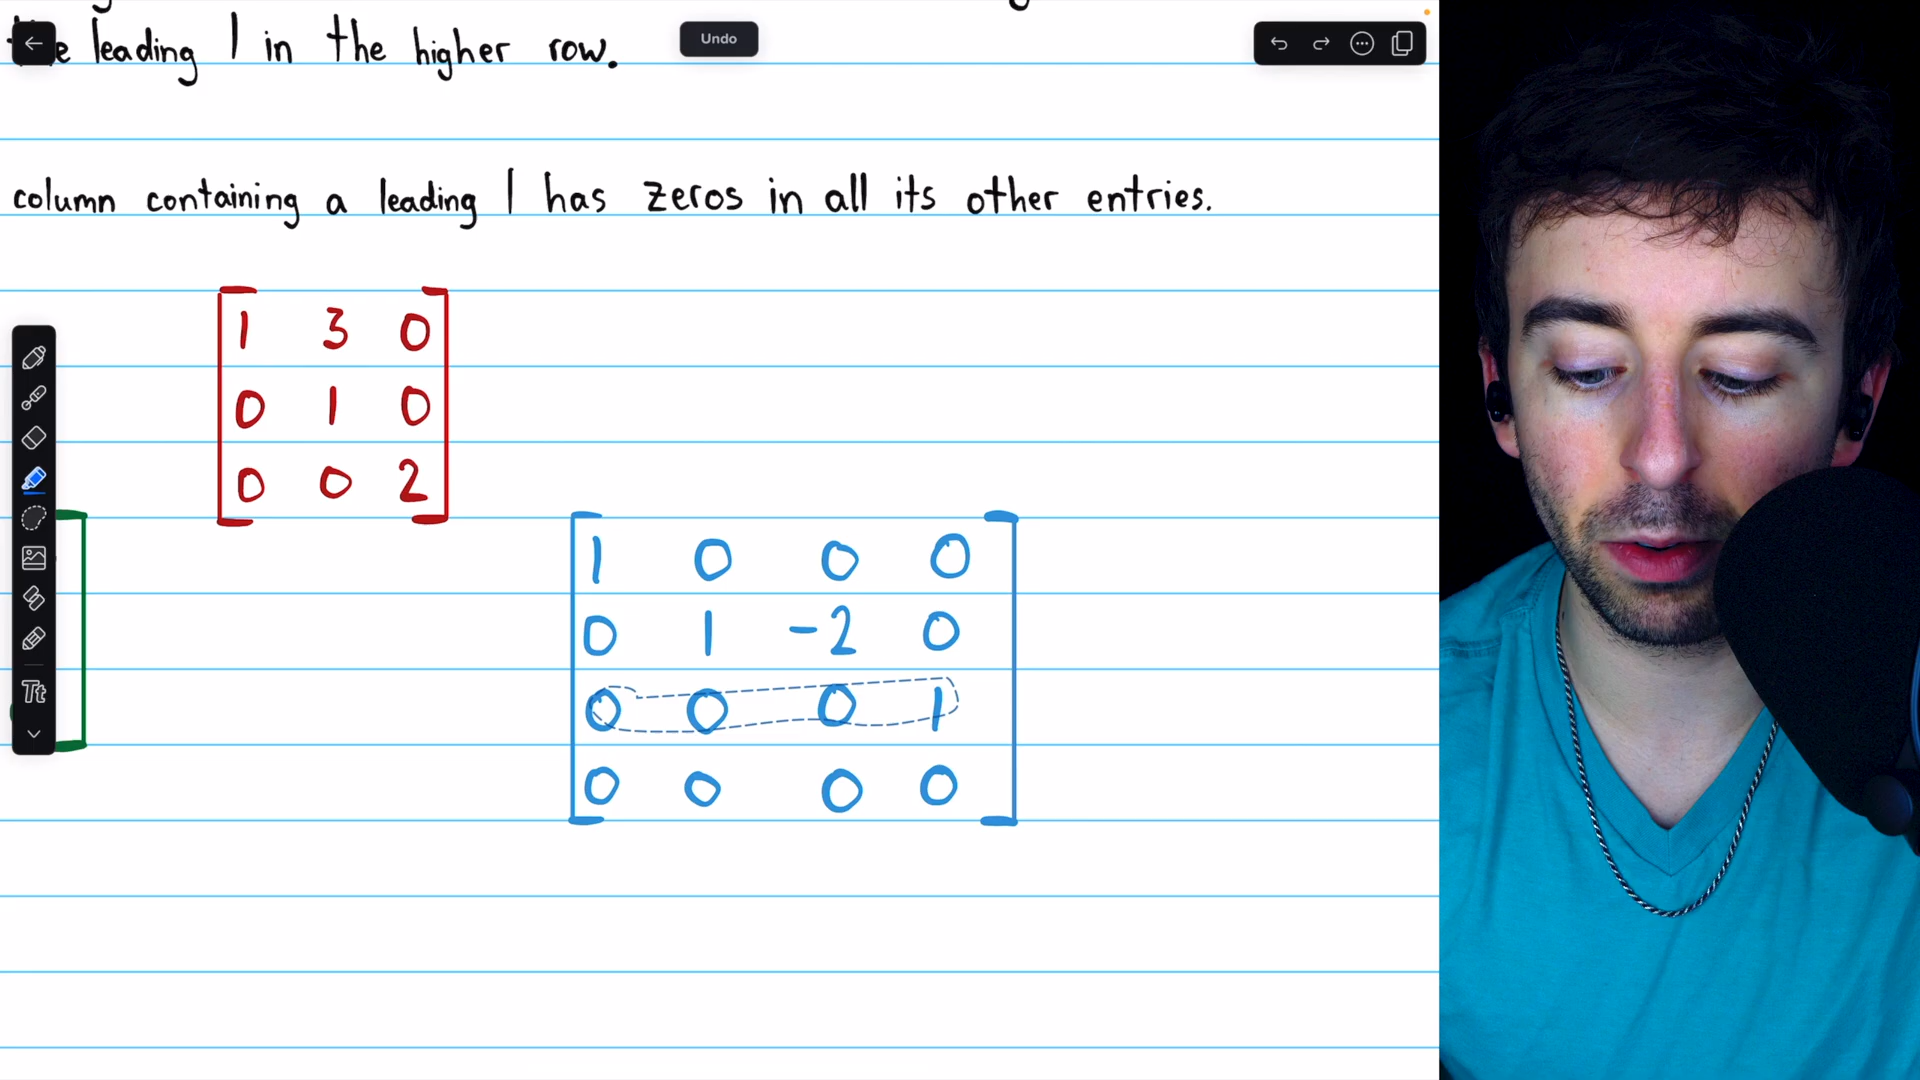 leading 1 in the higher row.
Undo
column containing a leading 1 has zeros in all its other entries.
1 3 0
0 1 0
0 0 2
1 0 0 0
0 1 -2 0
0 0 0 1
0 0 0 0
Tt